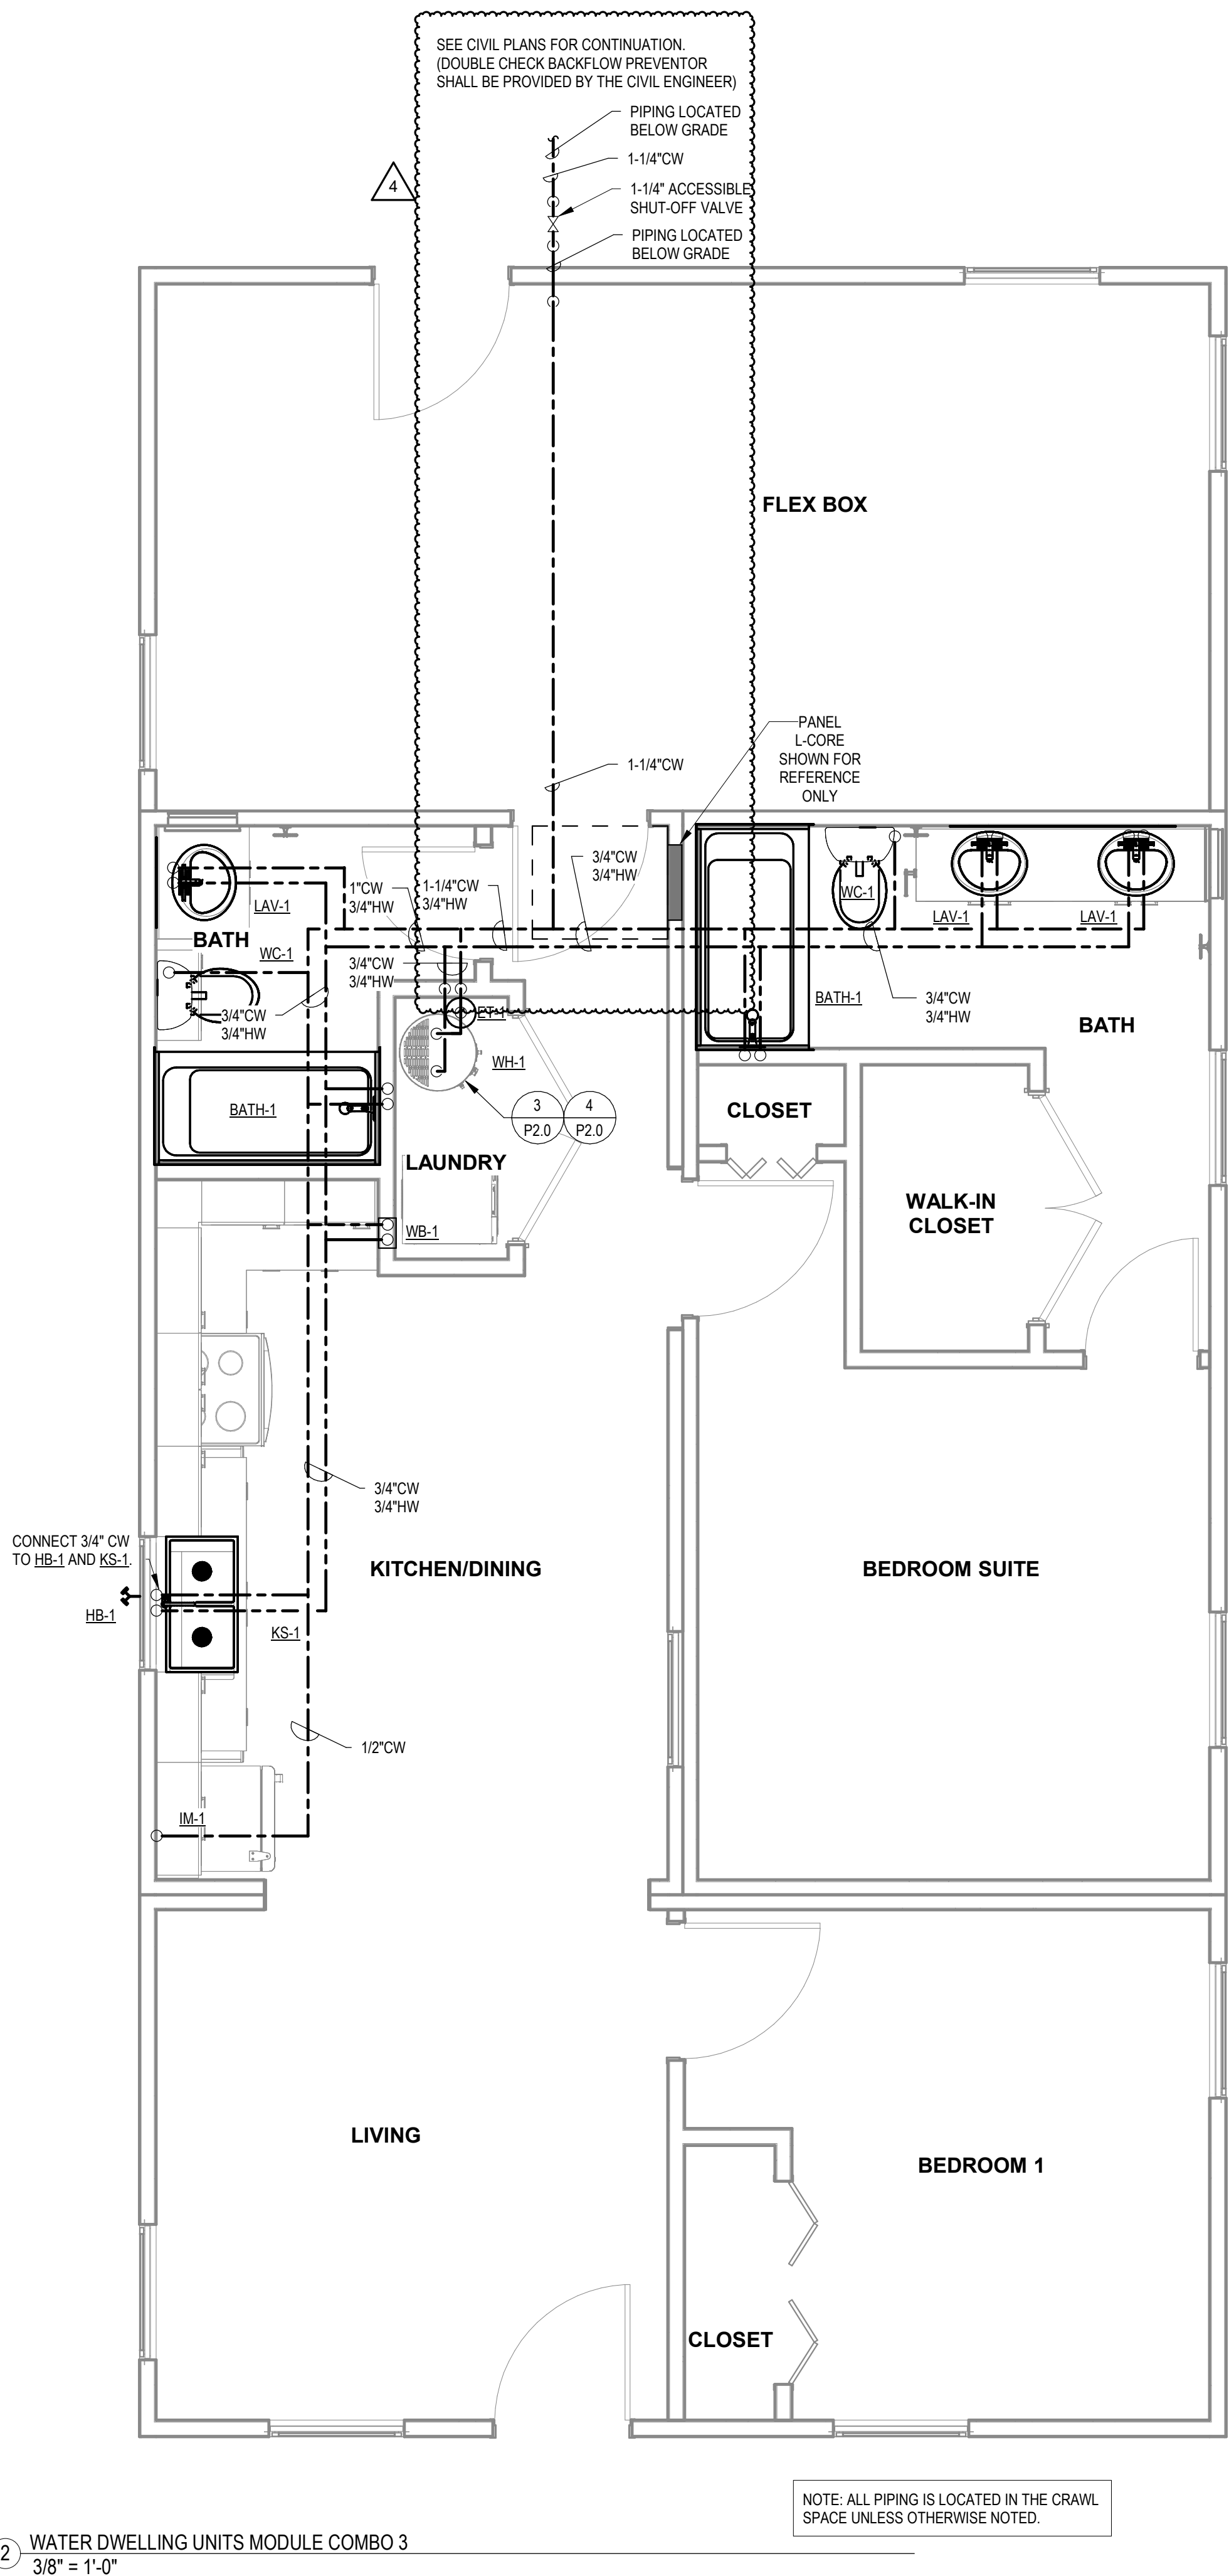 SEE CIVIL PLANS FOR CONTINUATION.
(DOUBLE CHECK BACKFLOW PREVENTOR
SHALL BE PROVIDED BY THE CIVIL ENGINEER)
PIPING LOCATED
BELOW GRADE
1-1/4"CW
4
1-1/4" ACCESSIBLE
SHUT-OFF VALVE
PIPING LOCATED
BELOW GRADE
FLEX BOX
PANEL
L-CORE
SHOWN FOR
REFERENCE
ONLY
1-1/4"CW
3/4"CW
3/4"HW
1"CW
3/4"HW
1-1/4"CW
3/4"HW
WC-1
LAV-1
LAV-1
LAV-1
BATH
WC-1
3/4"CW
3/4"HW
3/4"CW
3/4"HW
3/4"CW
3/4"HW
BATH-1
ET-1
BATH
WH-1
3
P2.0
4
P2.0
BATH-1
CLOSET
LAUNDRY
WALK-IN
CLOSET
WB-1
3/4"CW
3/4"HW
CONNECT 3/4" CW
TO HB-1 AND KS-1.
KITCHEN/DINING
BEDROOM SUITE
HB-1
KS-1
1/2"CW
IM-1
LIVING
BEDROOM 1
CLOSET
NOTE: ALL PIPING IS LOCATED IN THE CRAWL
SPACE UNLESS OTHERWISE NOTED.
2
WATER DWELLING UNITS MODULE COMBO 3
3/8" = 1'-0"